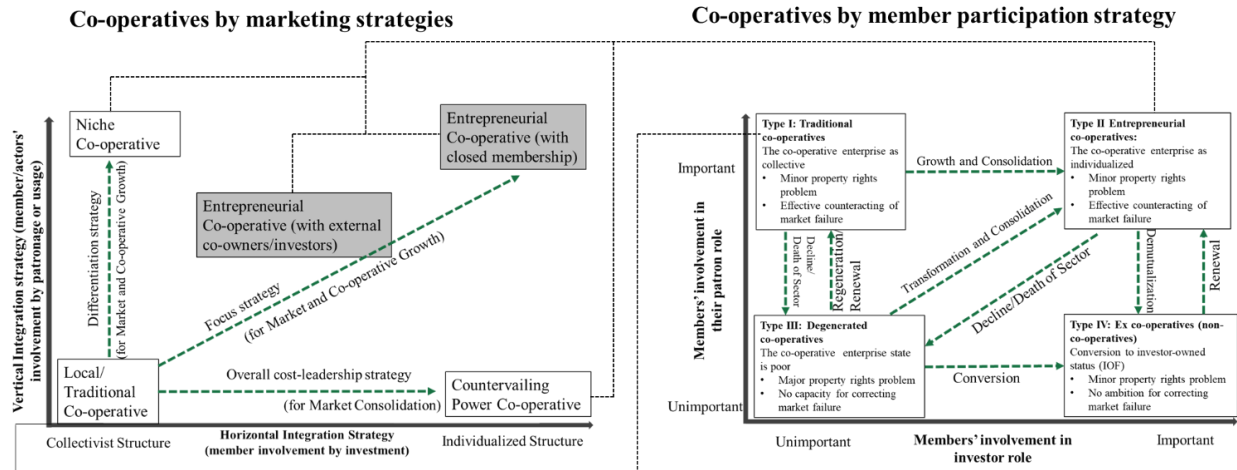 Co-operatives by marketing strategies
Co-operatives by member participation strategy
Vertical Integration strategy (member/actors'
involvement by patronage or usage)
Niche
Co-operative
Entrepreneurial
Co-operative (with
closed membership)
Entrepreneurial
Co-operative (with external
co-owners/investors)
Differentiation strategy
(for Market and Co-operative Growth)
Focus strategy
(for Market and Co-operative Growth)
Local/
Traditional
Co-operative
Overall cost-leadership strategy
(for Market Consolidation)
Countervailing
Power Co-operative
Collectivist Structure
Horizontal Integration Strategy
(member involvement by investment)
Individualized Structure
Members' involvement in
their patron role
Important
Unimportant
Type I: Traditional
co-operatives
The co-operative enterprise as
collective
• Minor property rights
problem
• Effective counteracting of
market failure
Growth and Consolidation
Type II Entrepreneurial
co-operatives:
The co-operative enterprise as
individualized
• Minor property rights
problem
• Effective counteracting of
market failure
Decline/
Death of Sector
Regeneration/
Renewal
Transformation and Consolidation
Decline/Death of Sector
Demutualization
Renewal
Type III: Degenerated
co-operatives
The co-operative enterprise state
is poor
• Major property rights problem
• No capacity for correcting
market failure
Conversion
Type IV: Ex co-operatives (non-
co-operatives)
Conversion to investor-owned
status (IOF)
• Minor property rights problem
• No ambition for correcting
market failure
Unimportant
Members' involvement in
investor role
Important